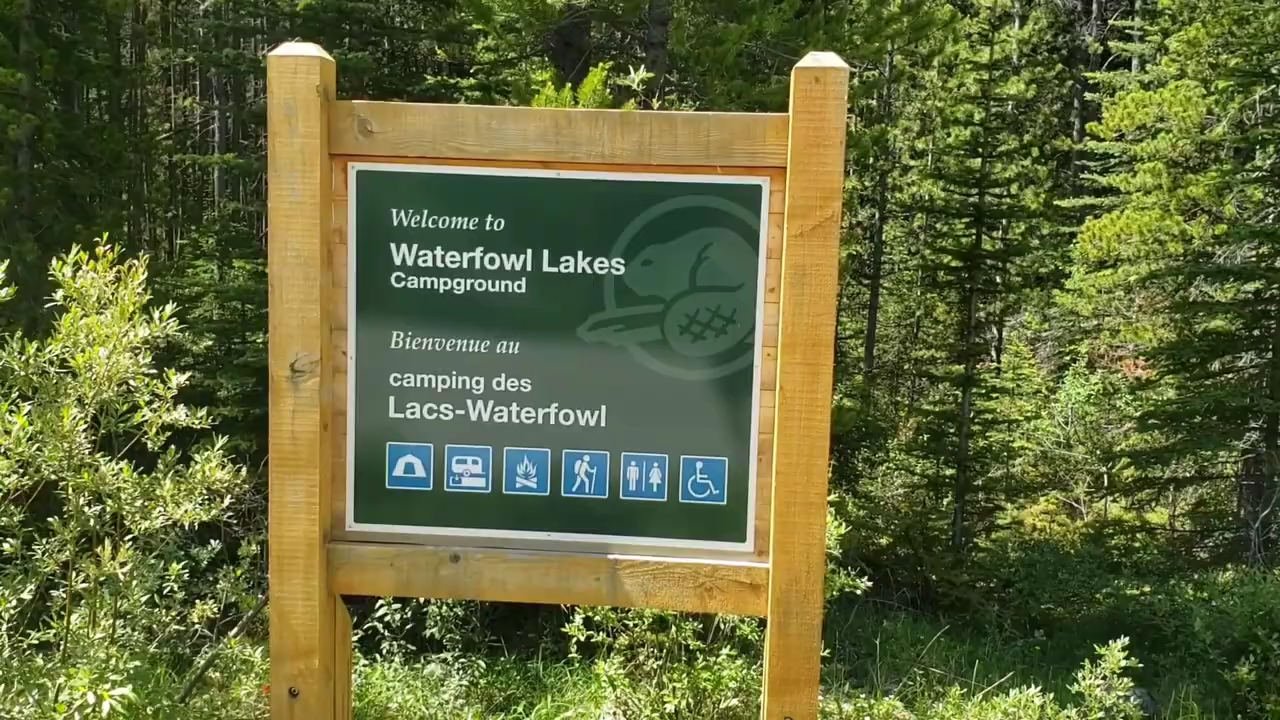 Welcome to
Waterfowl Lakes
Campground
Bienvenue au
camping des
Lacs-Waterfowl